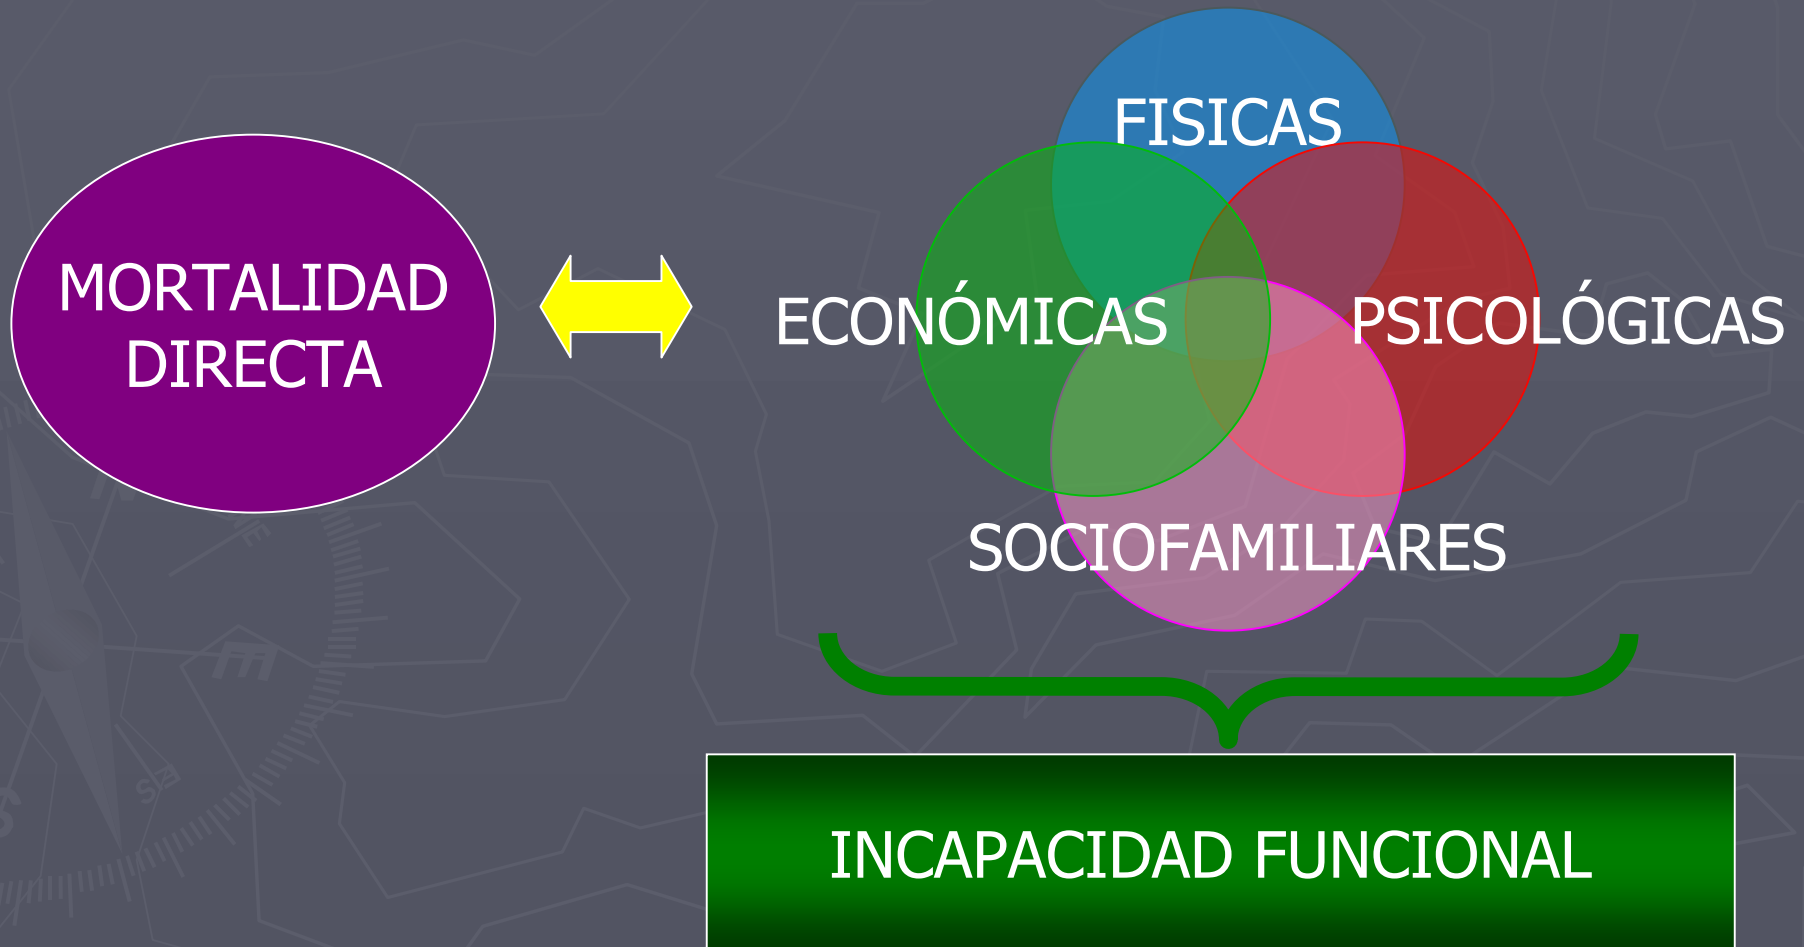 FISICAS
MORTALIDAD
DIRECTA
ECONÓMICAS
PSICOLÓGICAS
SOCIOFAMILIARES
INCAPACIDAD FUNCIONAL